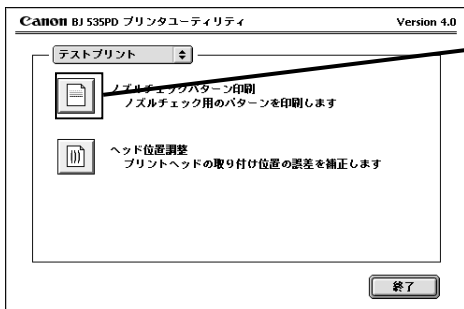 Canon BJ 535PD プリンタユーティリティ Version 4.0
テストプリント
ノズルチェックパターン印刷
ノズルチェック用のパターンを印刷します
ヘッド位置調整
プリントヘッドの取り付け位置の誤差を補正します
終了